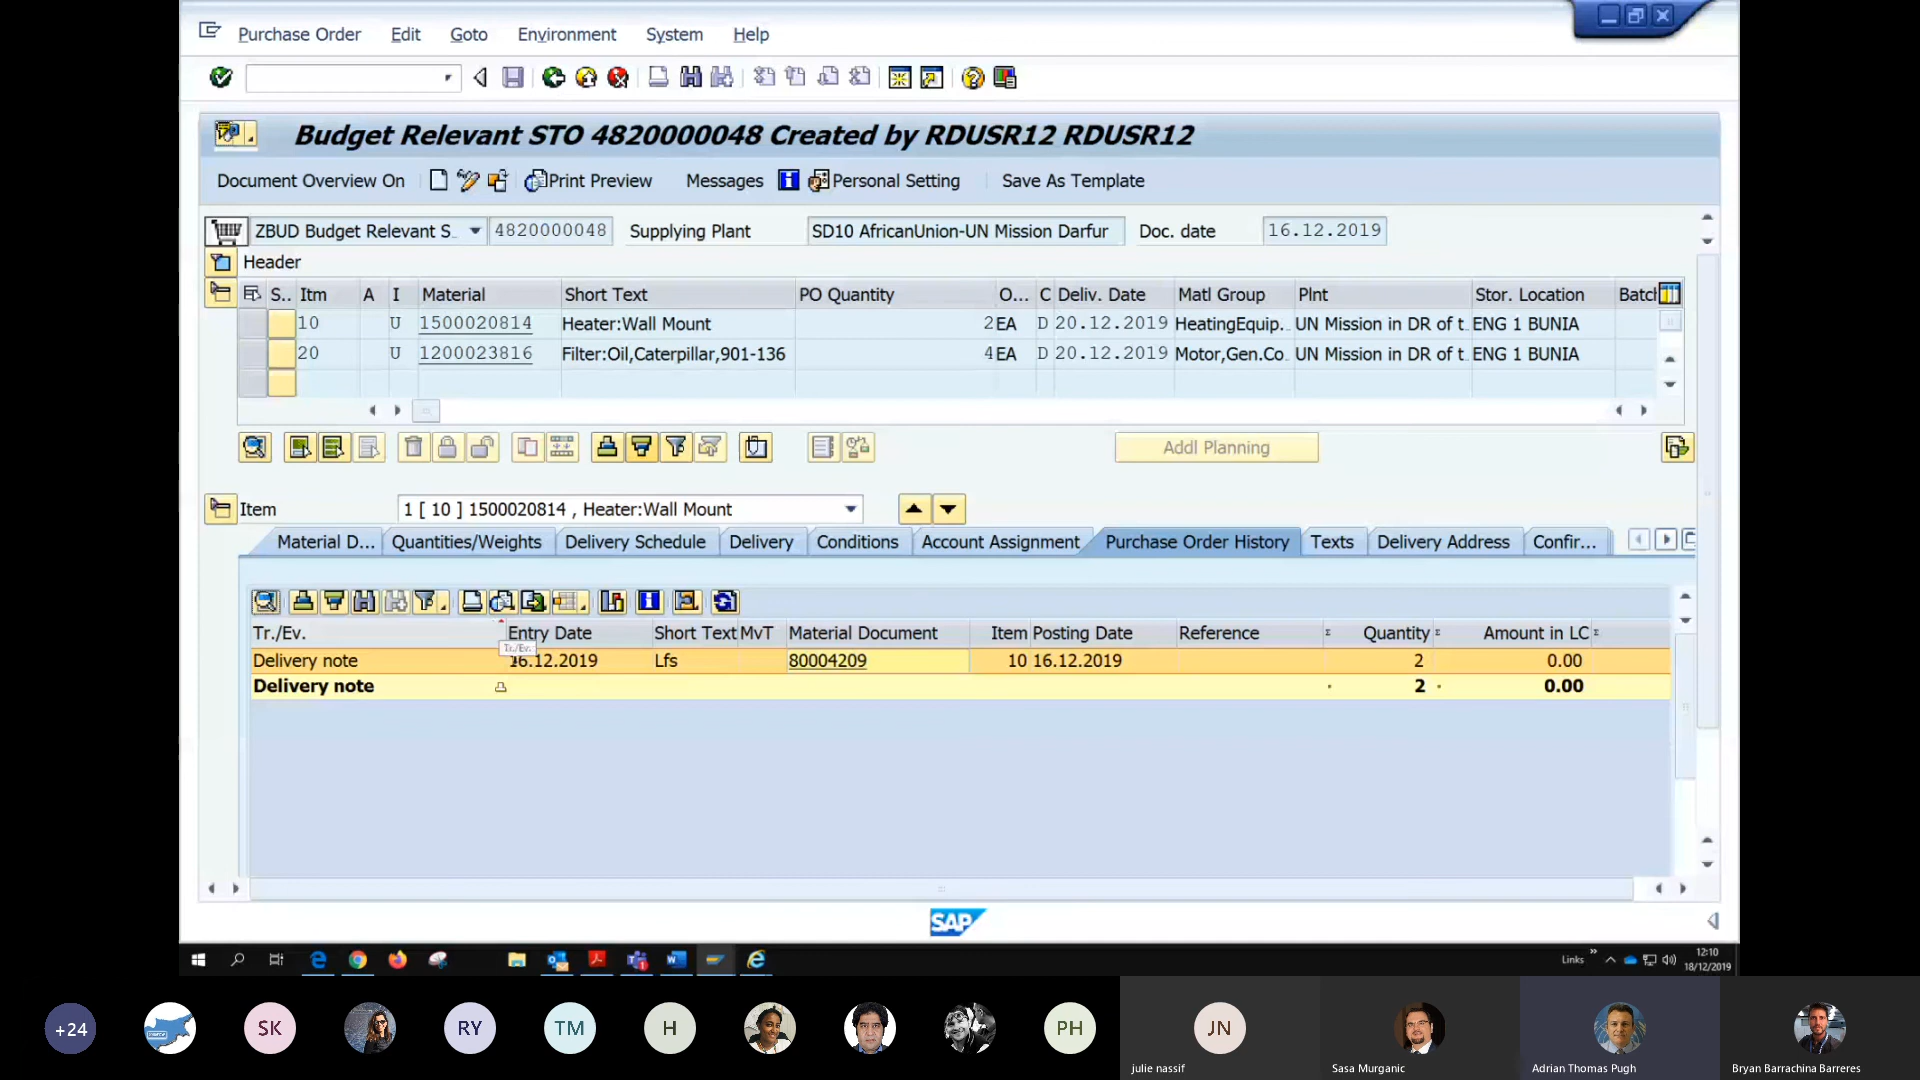 Purchase Order Edit Goto Environment System Help
Budget Relevant STO 4820000048 Created by RDUSR12 RDUSR12
Document Overview On Print Preview Messages Personal Setting Save As Template
ZBUD Budget Relevant S.. 4820000048 Supplying Plant SD10 AfricanUnion-UN Mission Darfur Doc. date 16.12.2019
Header
S.. Itm A I Material Short Text PO Quantity O... C Deliv. Date Matl Group Plnt Stor. Location Batch
10 U 1500020814 Heater:Wall Mount 2 EA D 20.12.2019 HeatingEquip.. UN Mission in DR of t.. ENG 1 BUNIA
20 U 1200023816 Filter:Oil,Caterpillar,901-136 4 EA D 20.12.2019 Motor,Gen.Co.. UN Mission in DR of t.. ENG 1 BUNIA
Addl Planning
Item 1 [ 10 ] 1500020814 , Heater:Wall Mount
Material D... Quantities/Weights Delivery Schedule Delivery Conditions Account Assignment Purchase Order History Texts Delivery Address Confir...
Tr./Ev. Entry Date Short Text MvT Material Document Item Posting Date Reference Σ Quantity Σ Amount in LC Σ
Tr./Ev.
Delivery note 16.12.2019 Lfs 80004209 10 16.12.2019 2 0.00
Delivery note 2 0.00
SAP
Links 12:10
18/12/2019
+24 SK RY TM H PH JN
julie nassif Sasa Murganic Adrian Thomas Pugh Bryan Barrachina Barreres